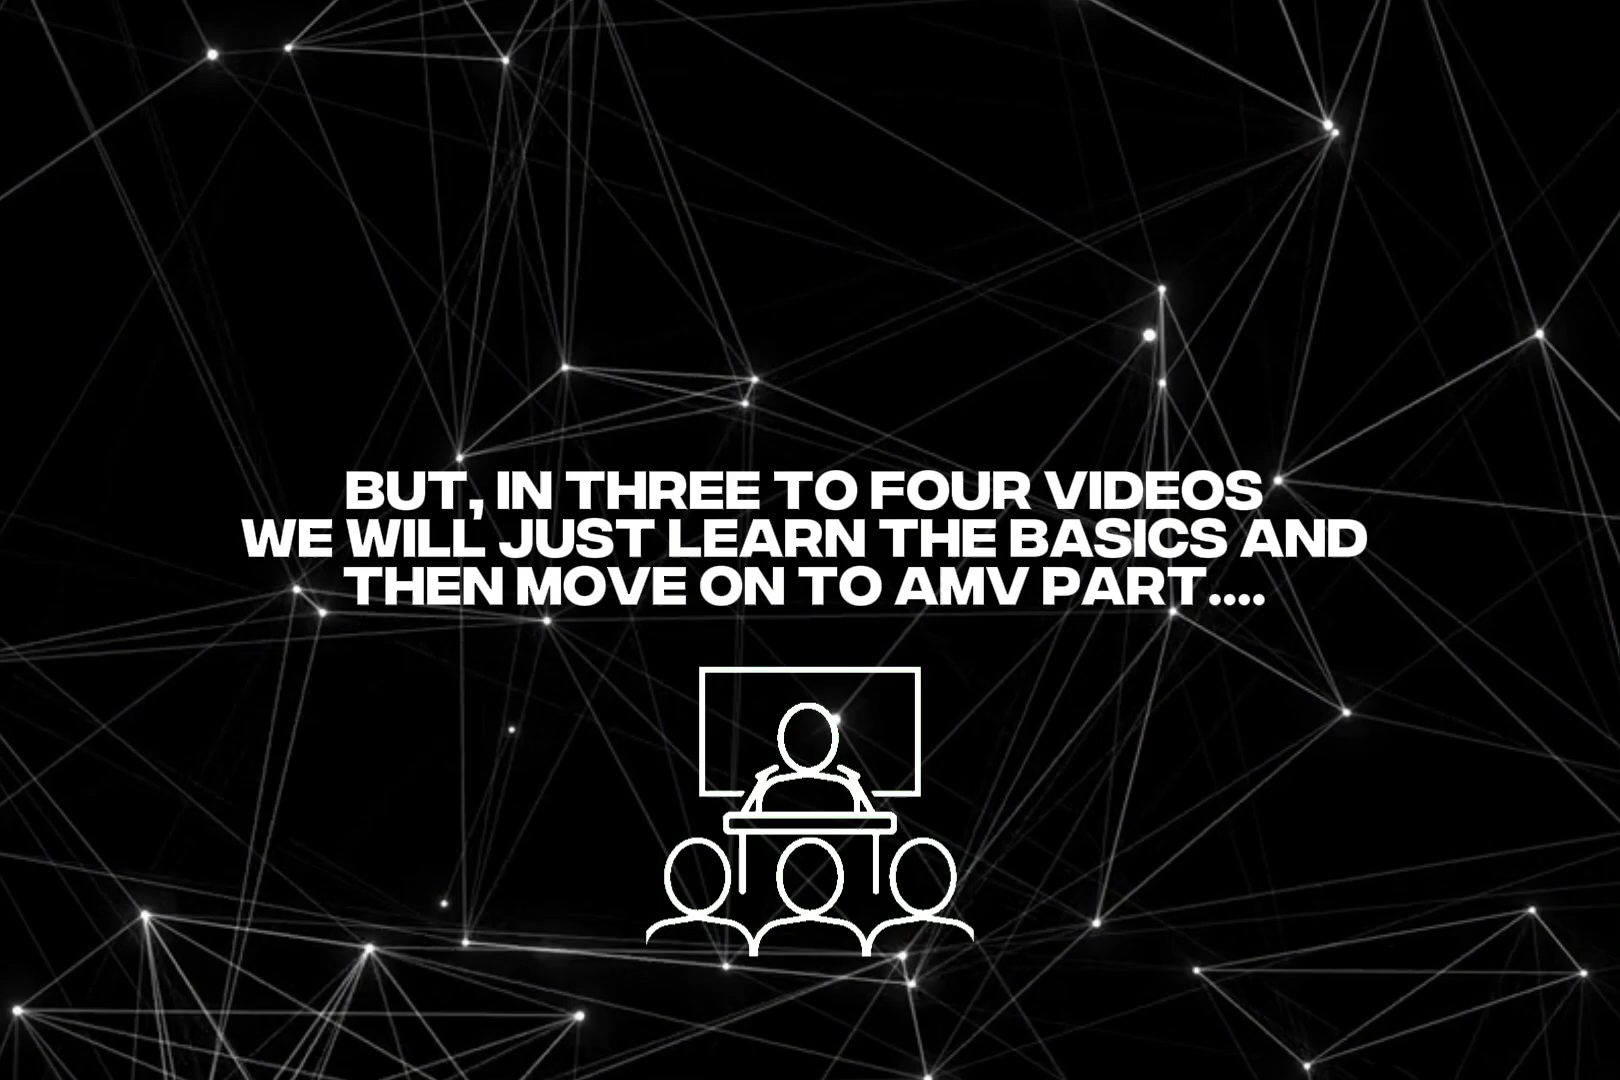 BUT, IN THREE TO FOUR VIDEOS
WE WILL JUST LEARN THE BASICS AND
THEN MOVE ON TO AMV PART....